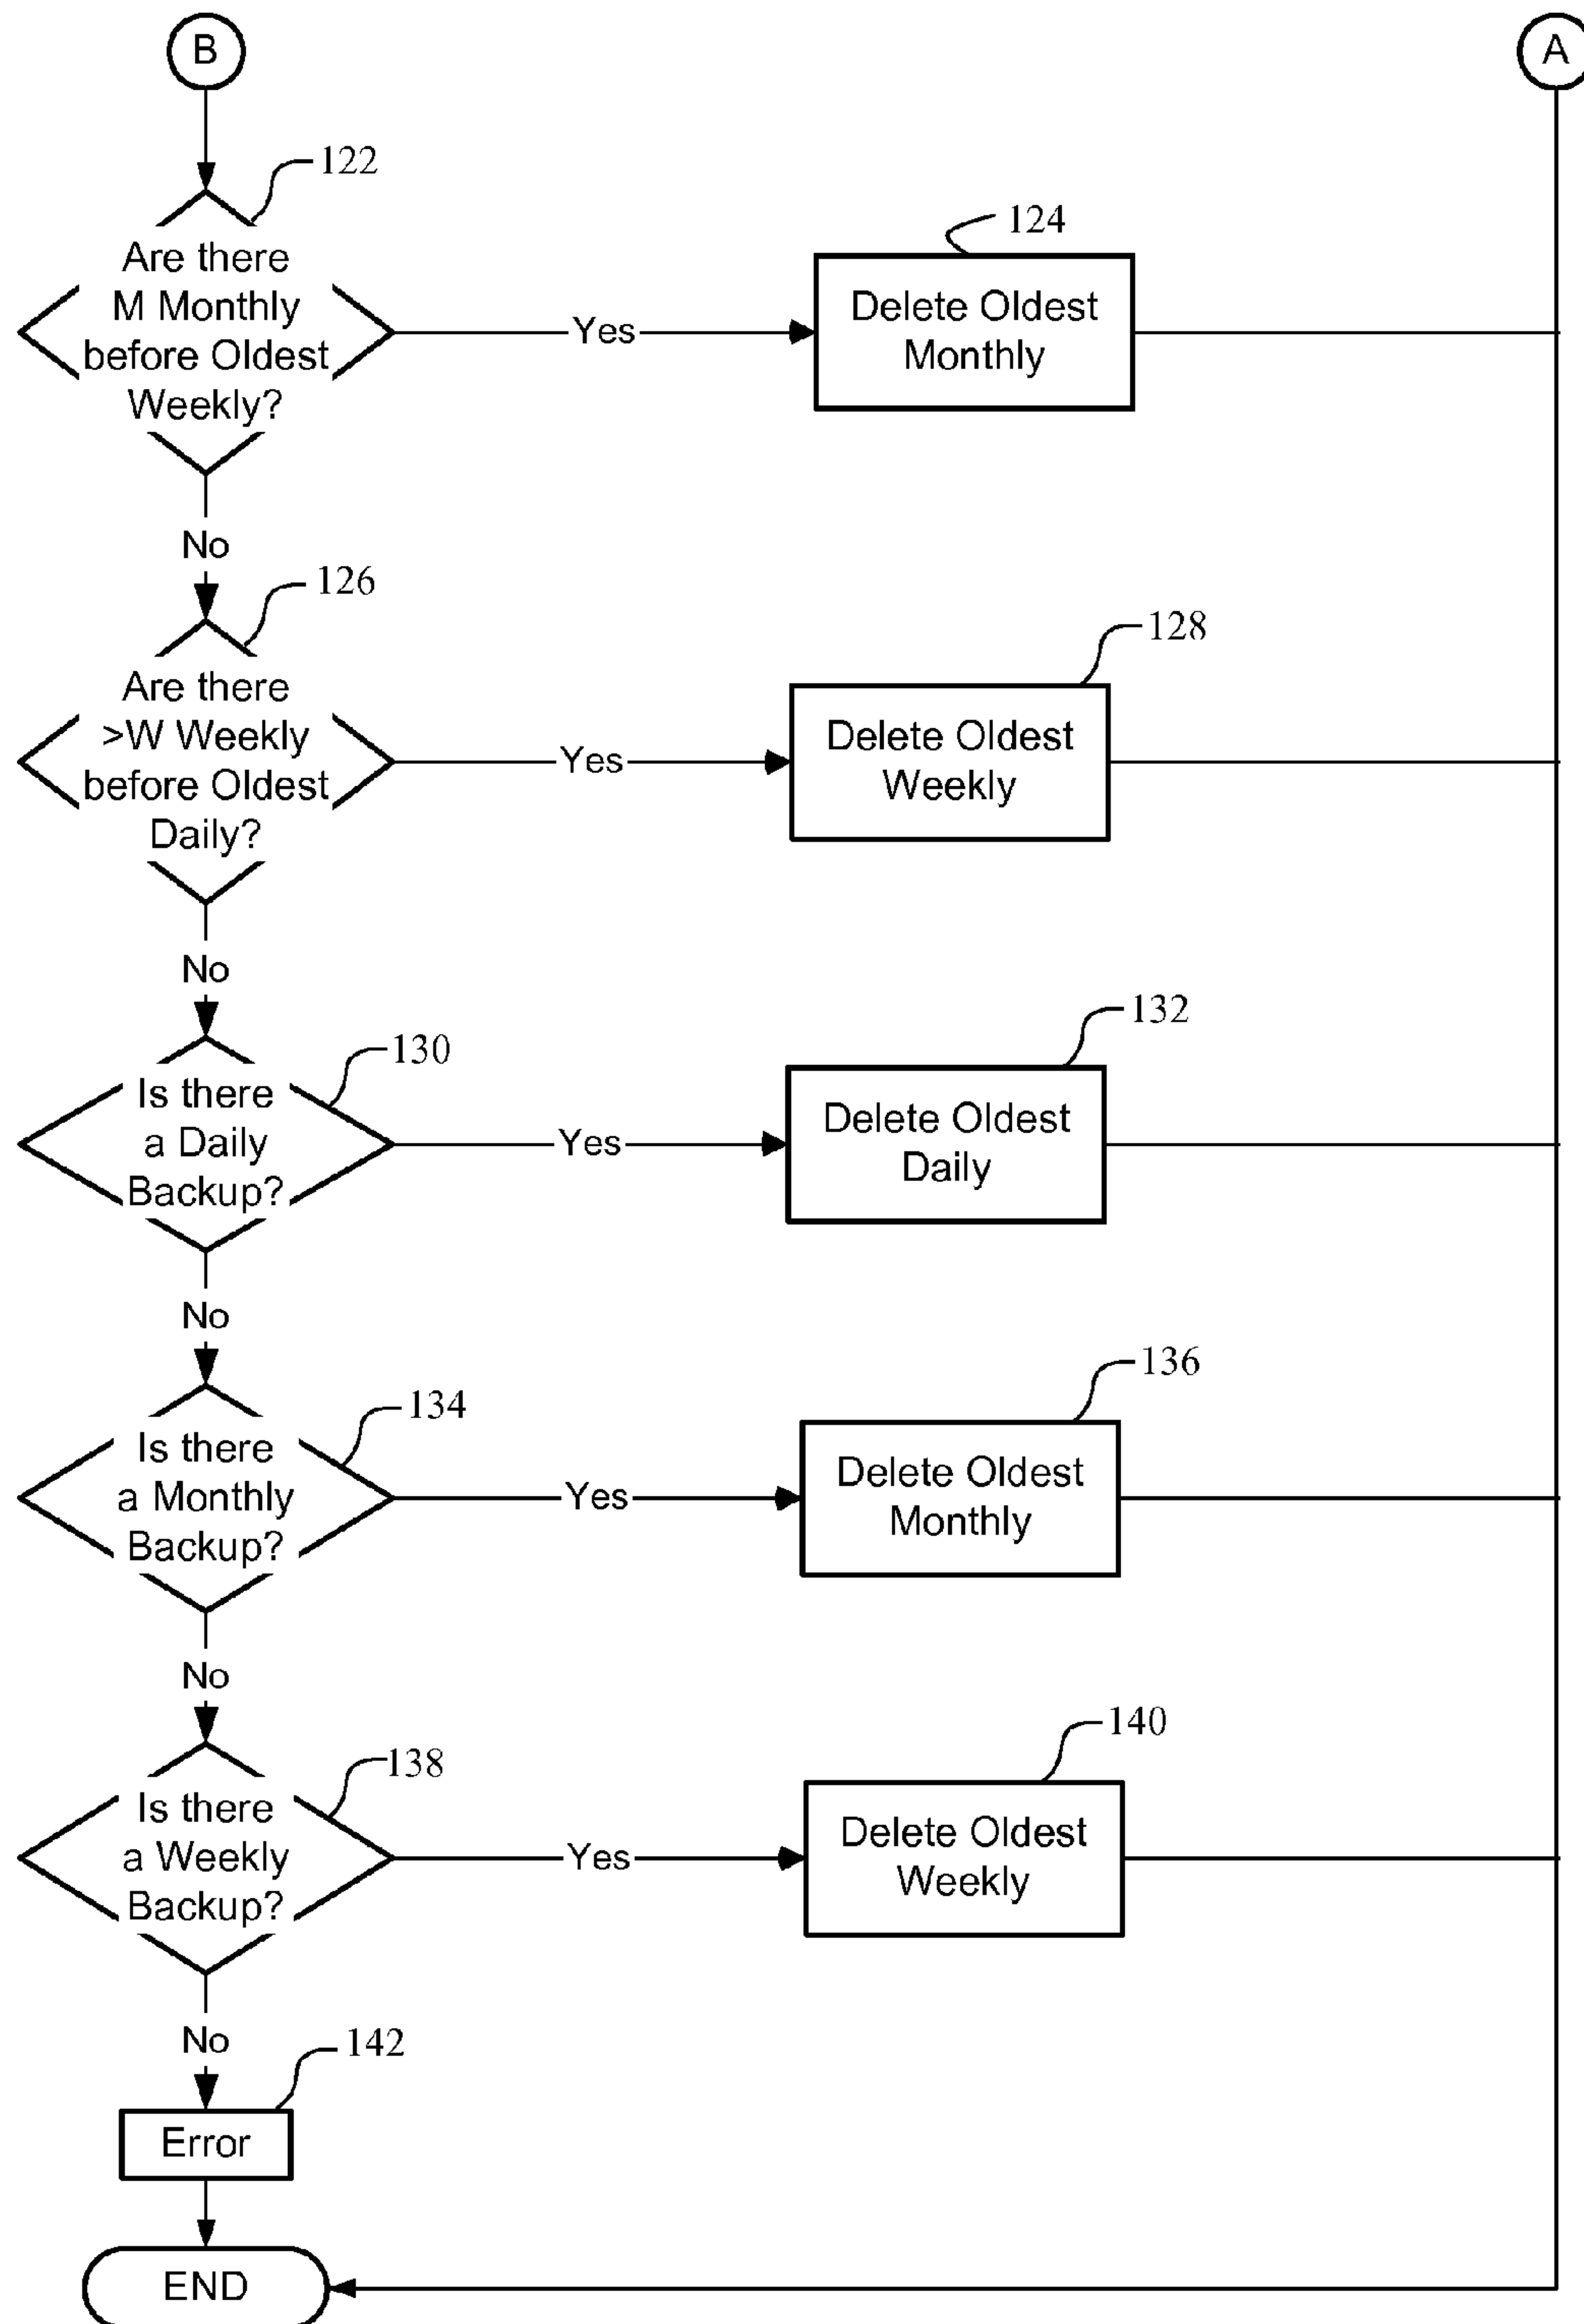 B
A
122
Are there
M Monthly
before Oldest
Weekly?
Yes
124
Delete Oldest
Monthly
No
126
Are there
>W Weekly
before Oldest
Daily?
Yes
128
Delete Oldest
Weekly
No
130
Is there
a Daily
Backup?
Yes
132
Delete Oldest
Daily
No
134
Is there
a Monthly
Backup?
Yes
136
Delete Oldest
Monthly
No
138
Is there
a Weekly
Backup?
Yes
140
Delete Oldest
Weekly
No
142
Error
END